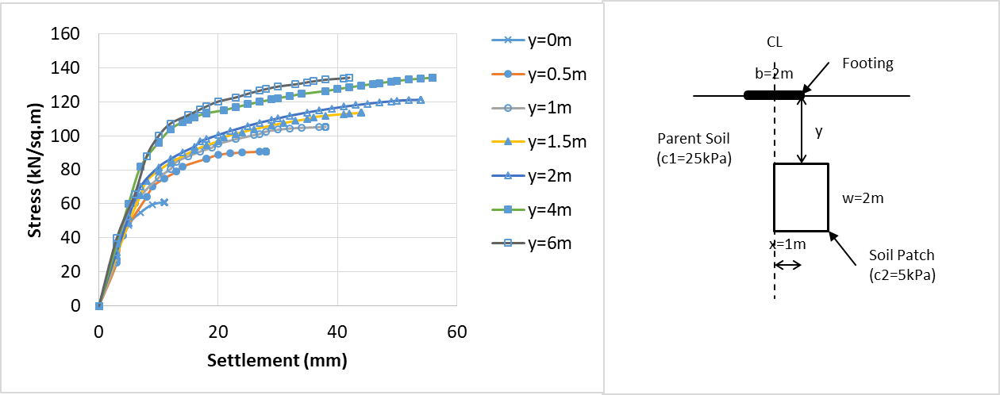 160
140
120
100
80
60
40
20
0
0
20
40
60
Stress (kN/sq.m)
Settlement (mm)
y=0m
y=0.5m
y=1m
y=1.5m
y=2m
y=4m
y=6m
CL
b=2m
Footing
y
Parent Soil
(c1=25kPa)
w=2m
x=1m
Soil Patch
(c2=5kPa)